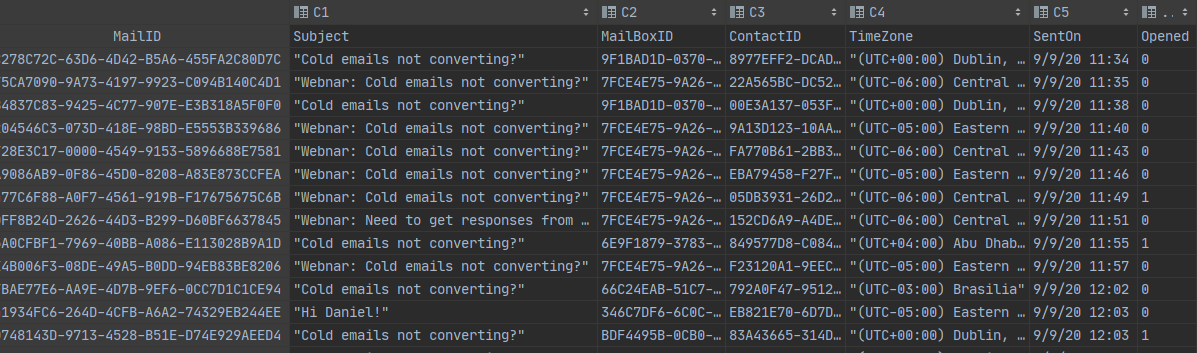 C1 C2 C3 C4 C5 ..
MailID Subject MailBoxID ContactID TimeZone SentOn Opened
278C72C-63D6-4D42-B5A6-455FA2C80D7C "Cold emails not converting?" 9F1BAD1D-0370-… 8977EFF2-DCAD… "(UTC+00:00) Dublin, … 9/9/20 11:34 0
5CA7090-9A73-4197-9923-C094B140C4D1 "Webnar: Cold emails not converting?" 7FCE4E75-9A26-… 22A565BC-DC52… "(UTC-06:00) Central … 9/9/20 11:35 0
4837C83-9425-4C77-907E-E3B318A5F0F0 "Cold emails not converting?" 9F1BAD1D-0370-… 00E3A137-053F… "(UTC+00:00) Dublin, … 9/9/20 11:38 0
04546C3-073D-418E-98BD-E5553B339686 "Webnar: Cold emails not converting?" 7FCE4E75-9A26-… 9A13D123-10AA… "(UTC-05:00) Eastern … 9/9/20 11:40 0
28E3C17-0000-4549-9153-5896688E7581 "Webnar: Cold emails not converting?" 7FCE4E75-9A26-… FA770B61-2BB3… "(UTC-06:00) Central … 9/9/20 11:43 0
9086AB9-0F86-45D0-8208-A83E873CCFEA "Webnar: Cold emails not converting?" 7FCE4E75-9A26-… EBA79458-F27F… "(UTC-05:00) Eastern … 9/9/20 11:46 0
77C6F88-A0F7-4561-919B-F17675675C6B "Webnar: Cold emails not converting?" 7FCE4E75-9A26-… 05DB3931-26D2… "(UTC-06:00) Central … 9/9/20 11:49 1
FF8B24D-2626-44D3-B299-D60BF6637845 "Webnar: Need to get responses from … 7FCE4E75-9A26-… 152CD6A9-A4DE… "(UTC-06:00) Central … 9/9/20 11:51 0
A0CFBF1-7969-40BB-A086-E113028B9A1D "Cold emails not converting?" 6E9F1879-3783-… 849577D8-C084… "(UTC+04:00) Abu Dhab… 9/9/20 11:55 1
4B006F3-08DE-49A5-B0DD-94EB83BE8206 "Webnar: Cold emails not converting?" 7FCE4E75-9A26-… F23120A1-9EEC… "(UTC-05:00) Eastern … 9/9/20 11:57 0
BAE77E6-AA9E-4D7B-9EF6-0CC7D1C1CE94 "Cold emails not converting?" 66C24EAB-51C7-… 792A0F47-9512… "(UTC-03:00) Brasilia" 9/9/20 12:02 0
1934FC6-264D-4CFB-A6A2-74329EB244EE "Hi Daniel!" 346C7DF6-6C0C-… EB821E70-6D7D… "(UTC-05:00) Eastern … 9/9/20 12:03 0
748143D-9713-4528-B51E-D74E929AEED4 "Cold emails not converting?" BDF4495B-0CB0-… 83A43665-314D… "(UTC+00:00) Dublin, … 9/9/20 12:03 1